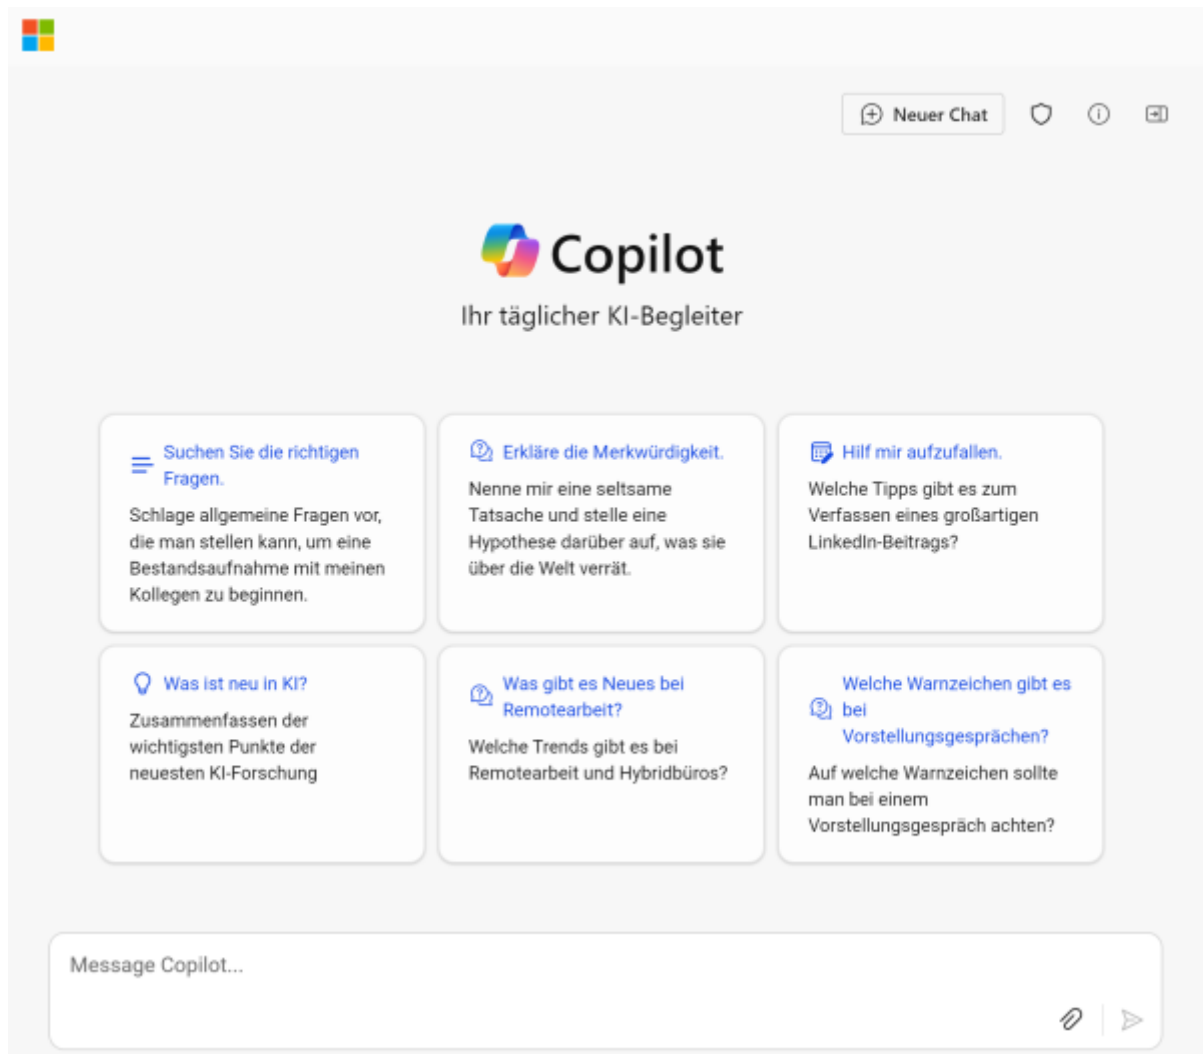 Neuer Chat
Copilot
Ihr täglicher KI-Begleiter
Suchen Sie die richtigen
Fragen.
Schlage allgemeine Fragen vor,
die man stellen kann, um eine
Bestandsaufnahme mit meinen
Kollegen zu beginnen.
Erkläre die Merkwürdigkeit.
Nenne mir eine seltsame
Tatsache und stelle eine
Hypothese darüber auf, was sie
über die Welt verrät.
Hilf mir aufzufallen.
Welche Tipps gibt es zum
Verfassen eines großartigen
LinkedIn-Beitrags?
Was ist neu in KI?
Zusammenfassen der
wichtigsten Punkte der
neuesten KI-Forschung
Was gibt es Neues bei
Remotearbeit?
Welche Trends gibt es bei
Remotearbeit und Hybridbüros?
Welche Warnzeichen gibt es
bei
Vorstellungsgesprächen?
Auf welche Warnzeichen sollte
man bei einem
Vorstellungsgespräch achten?
Message Copilot...